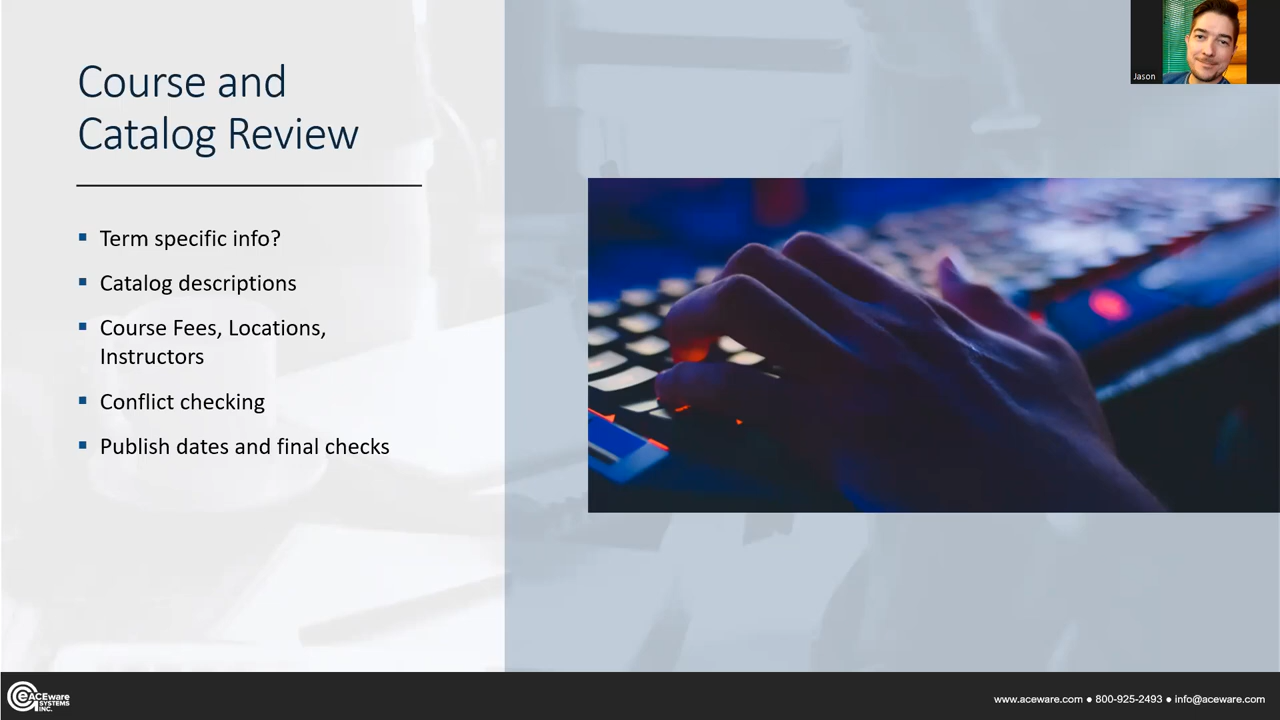 Course and
Catalog Review
Term specific info?
Catalog descriptions
Course Fees, Locations,
Instructors
Conflict checking
Publish dates and final checks
Jason
ACEware
SYSTEMS
INC.
www.aceware.com ● 800-925-2493 ● info@aceware.com